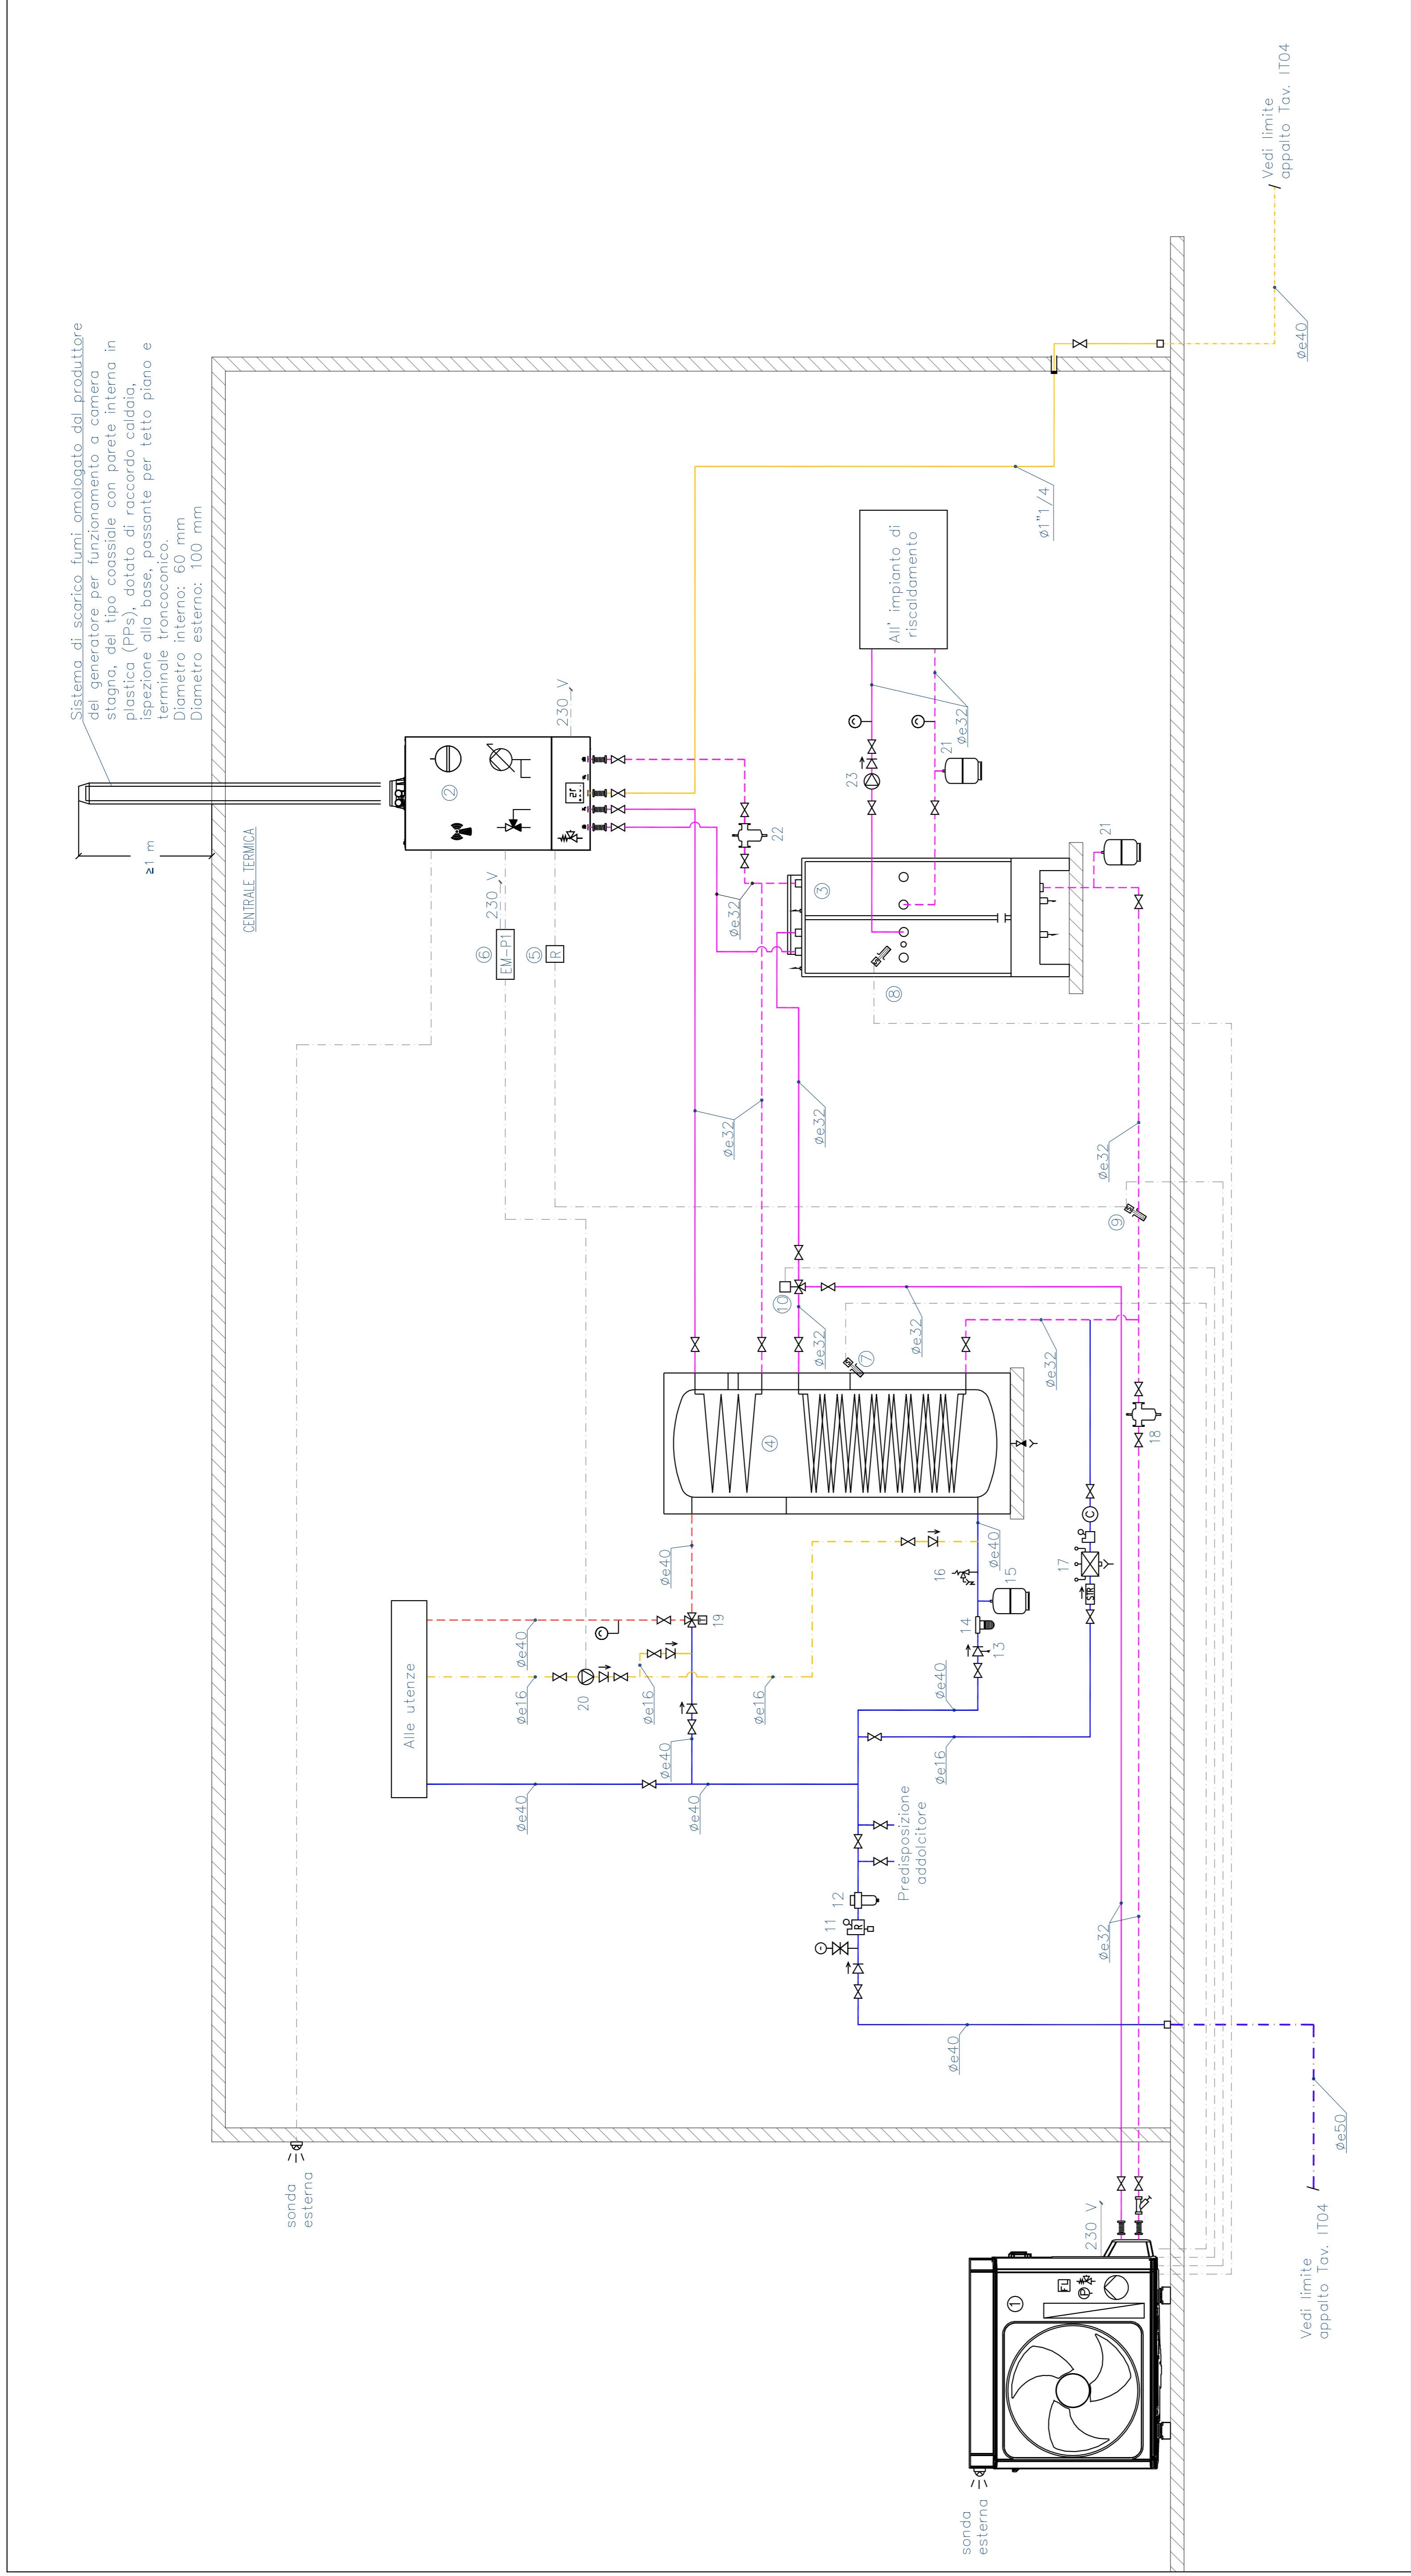 Sistema di scarico fumi omologato dal produttore
del generatore per funzionamento a camera
stagna, del tipo coassiale con parete interna in
plastica (PPs), dotato di raccordo caldaia,
ispezione alla base, passante per tetto piano e
terminale troncoconico.
Diametro interno: 60 mm
Diametro esterno: 100 mm
≥1 m
CENTRALE TERMICA
sonda
esterna
2
230 V
6
EM-P1
230 V
5
R
Alle utenze
Øe40
Øe16
Øe40
20
Øe16
Øe40
Øe40
Øe40
19
Øe16
Øe32
Øe32
22
4
10
Øe32
Øe32
3
8
23
21
Øe32
All' impianto di
riscaldamento
11
R
12
Predisposizione
addolcitore
Øe40
Øe16
16
14
13
15
Øe40
7
Øe32
Øe32
17
STR
C
18
9
Øe32
21
Ø1"1/4
Øe40
Øe32
sonda
esterna
1
FL
P
230 V
Vedi limite
appalto Tav. IT04
Øe50
Vedi limite
appalto Tav. IT04
Øe40